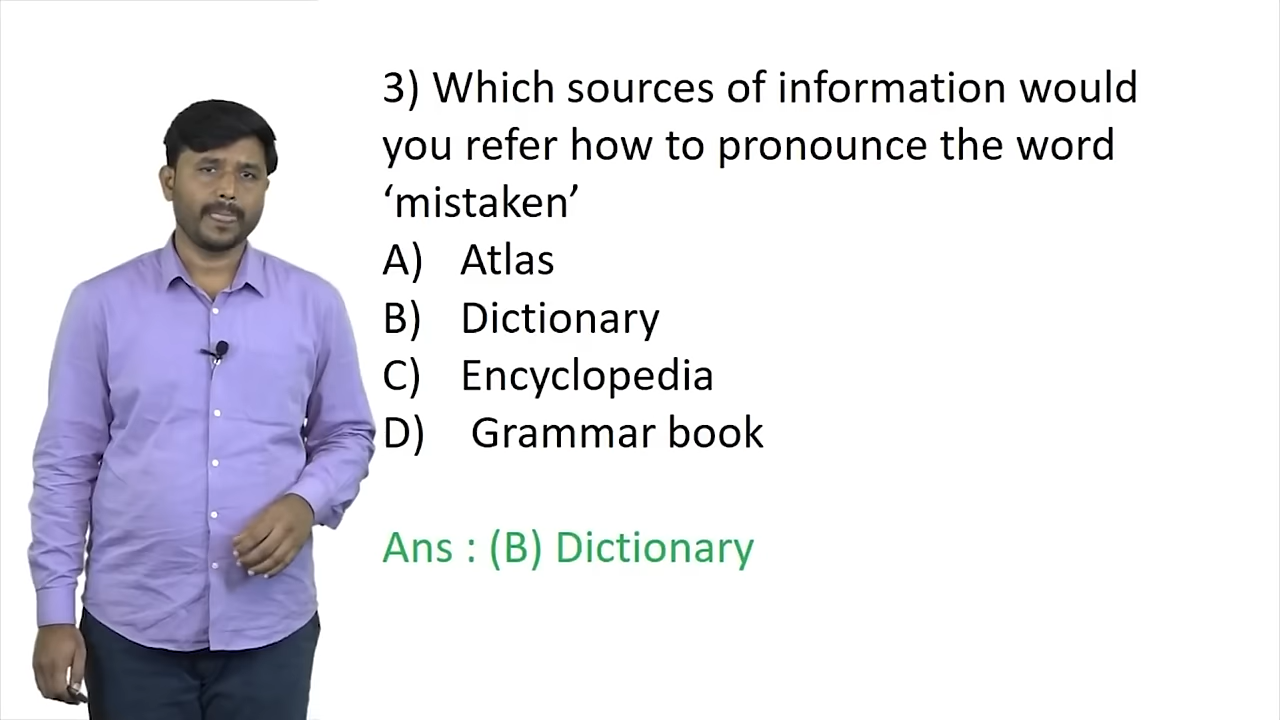 3) Which sources of information would
you refer how to pronounce the word
‘mistaken’
A) Atlas
B) Dictionary
C) Encyclopedia
D) Grammar book
Ans : (B) Dictionary